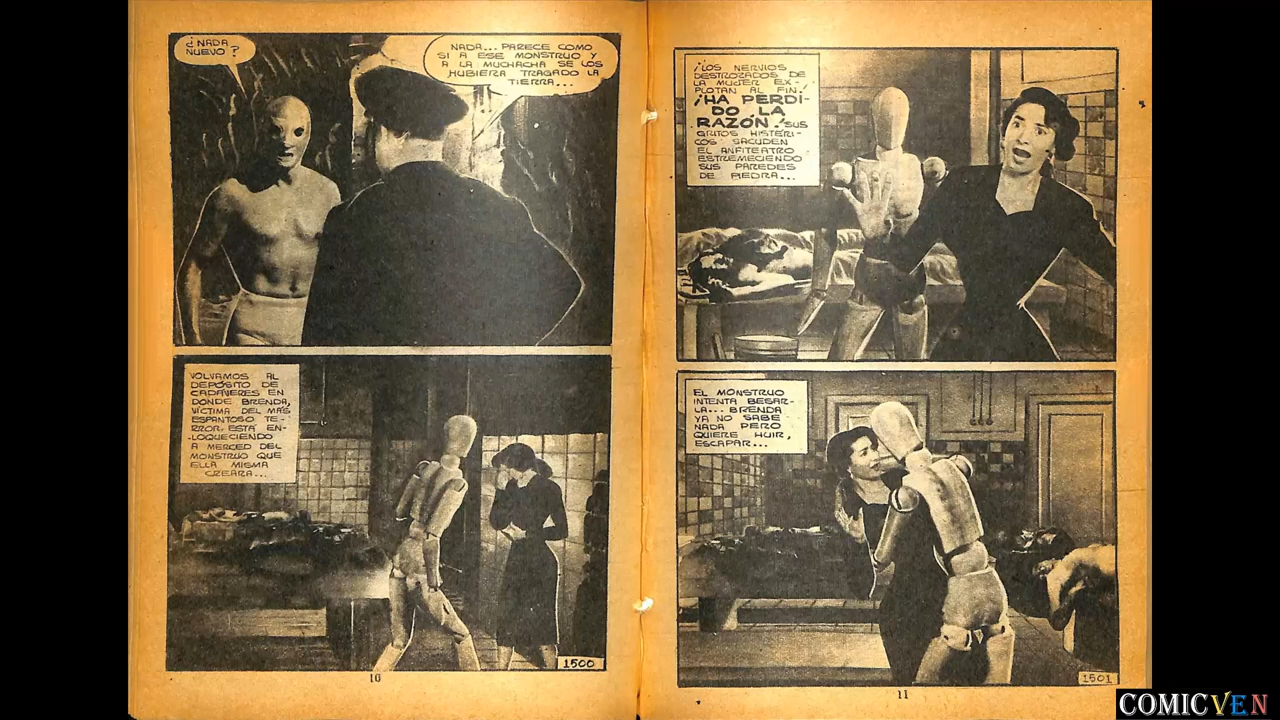 ¿NADA
NUEVO?
NADA... PARECE COMO
SI A ESE MONSTRUO Y
A LA MUCHACHA SE LOS
HUBIERA TRAGADO LA
TIERRA...
VOLVAMOS AL
DEPÓSITO DE
CADÁVERES EN
DONDE BRENDA,
VÍCTIMA DEL MÁS
ESPANTOSO TE-
RROR, ESTÁ EN-
LOQUECIENDO
A MERCED DEL
MONSTRUO QUE
ELLA MISMA
CREARA...
1500
10
¡LOS NERVIOS
DESTROZADOS DE
LA MUJER EX-
PLOTAN AL FIN!
¡HA PERDI-
DO LA
RAZÓN! SUS
GRITOS HISTÉRI-
COS SACUDEN
EL ANFITEATRO
ESTREMECIENDO
SUS PAREDES
DE PIEDRA...
EL MONSTRUO
INTENTA BESAR-
LA... BRENDA
YA NO SABE
NADA PERO
QUIERE HUIR,
ESCAPAR...
1501
11
COMICVEN